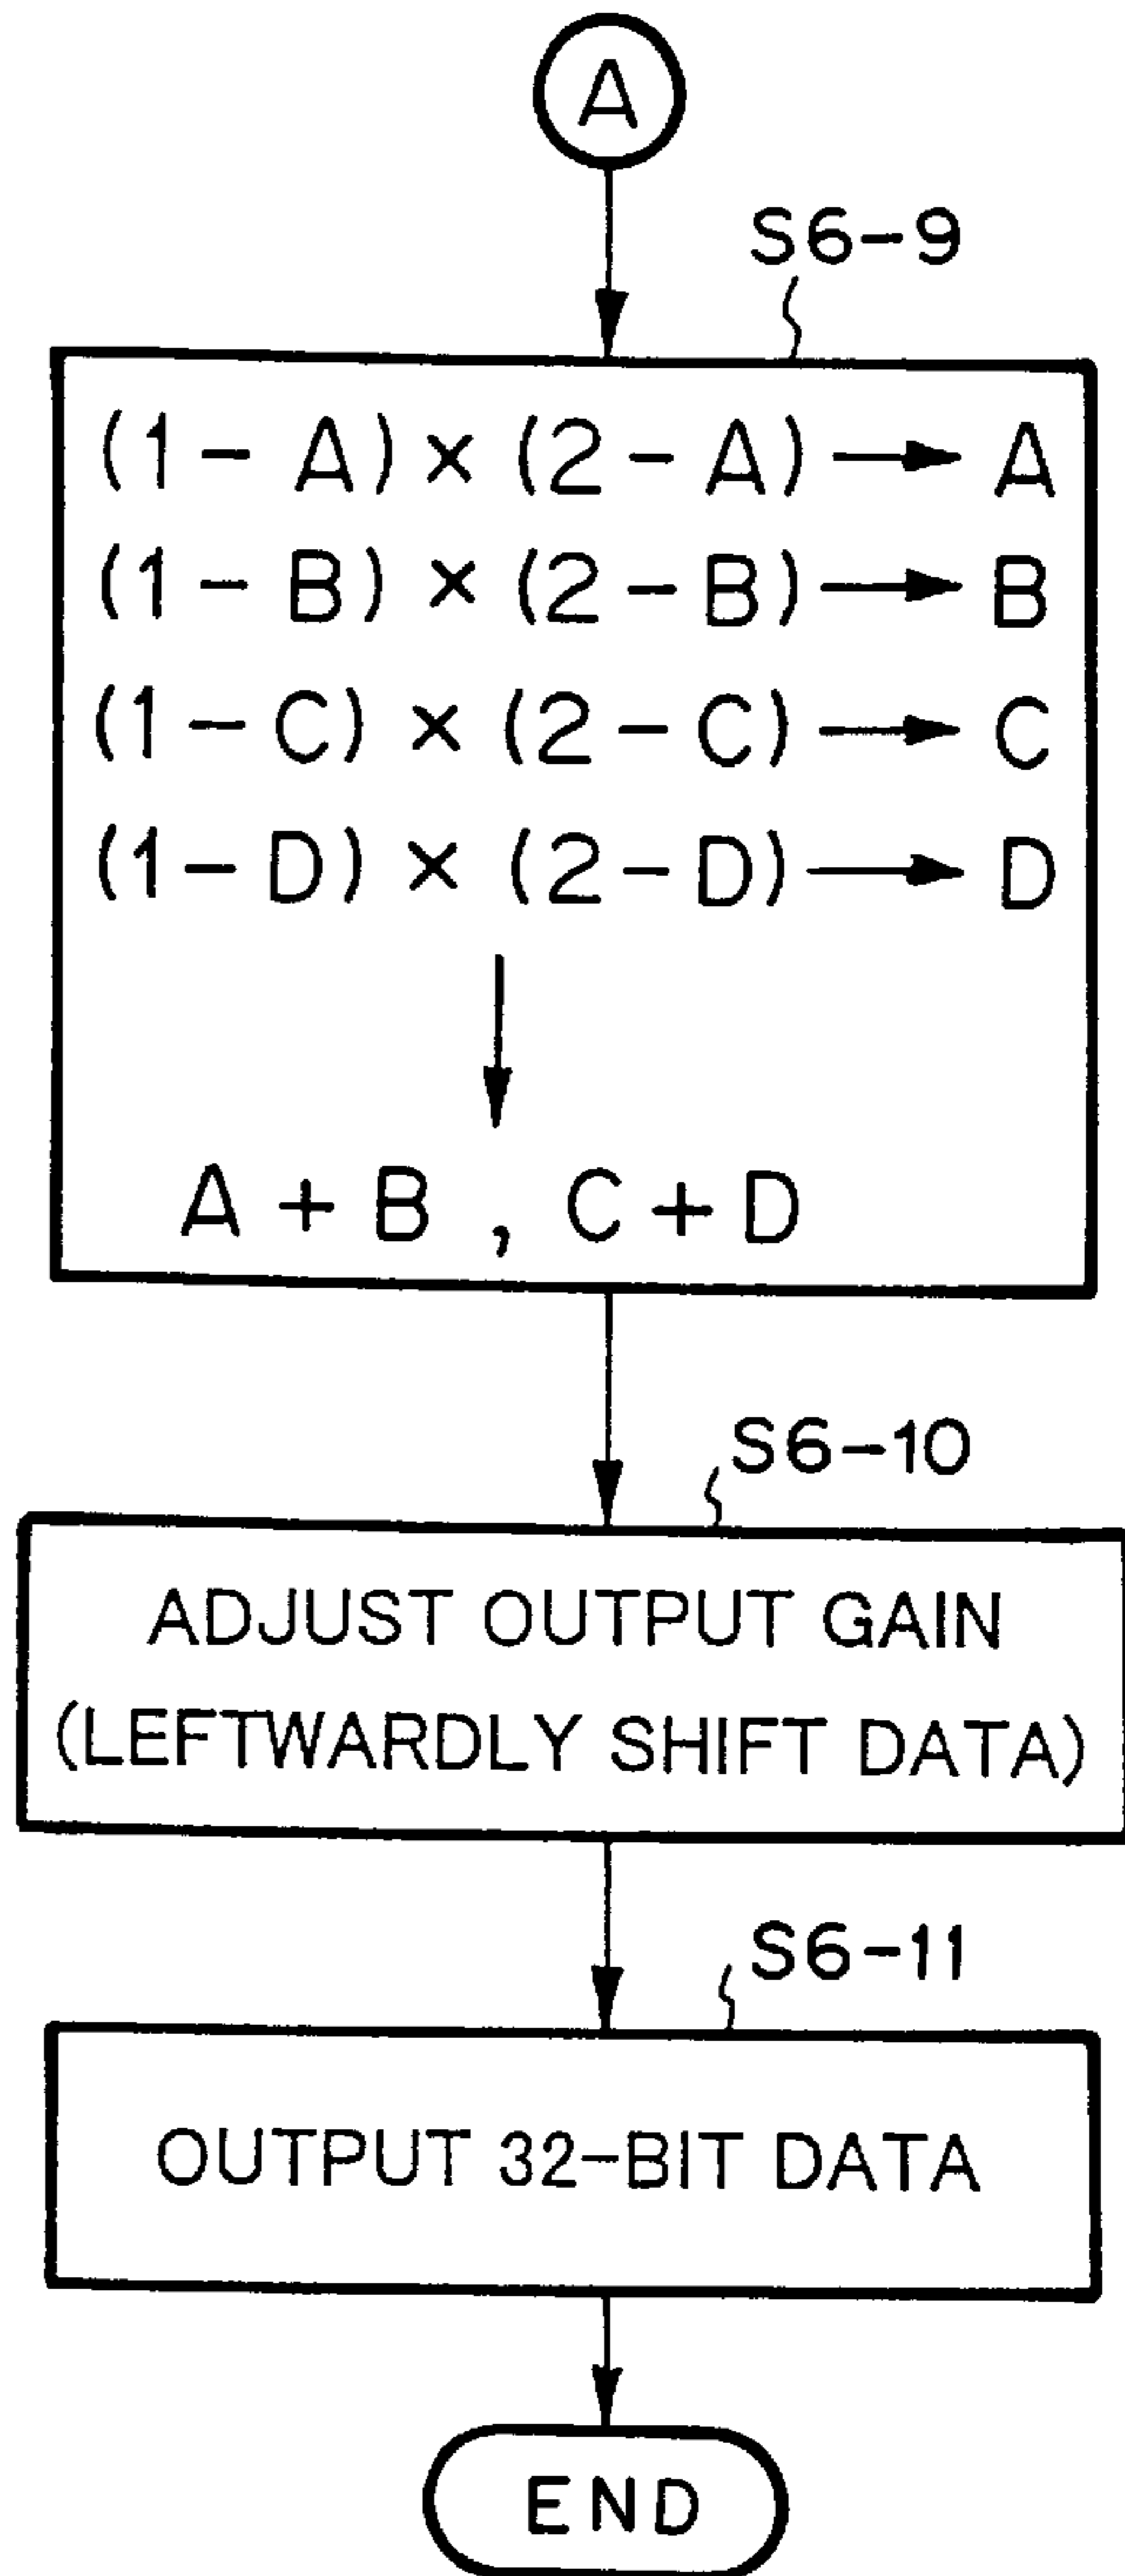 A
S6-9
(1-A)×(2-A)→A
(1-B)×(2-B)→B
(1-C)×(2-C)→C
(1-D)×(2-D)→D
A+B, C+D
S6-10
ADJUST OUTPUT GAIN
(LEFTWARDLY SHIFT DATA)
S6-11
OUTPUT 32-BIT DATA
END